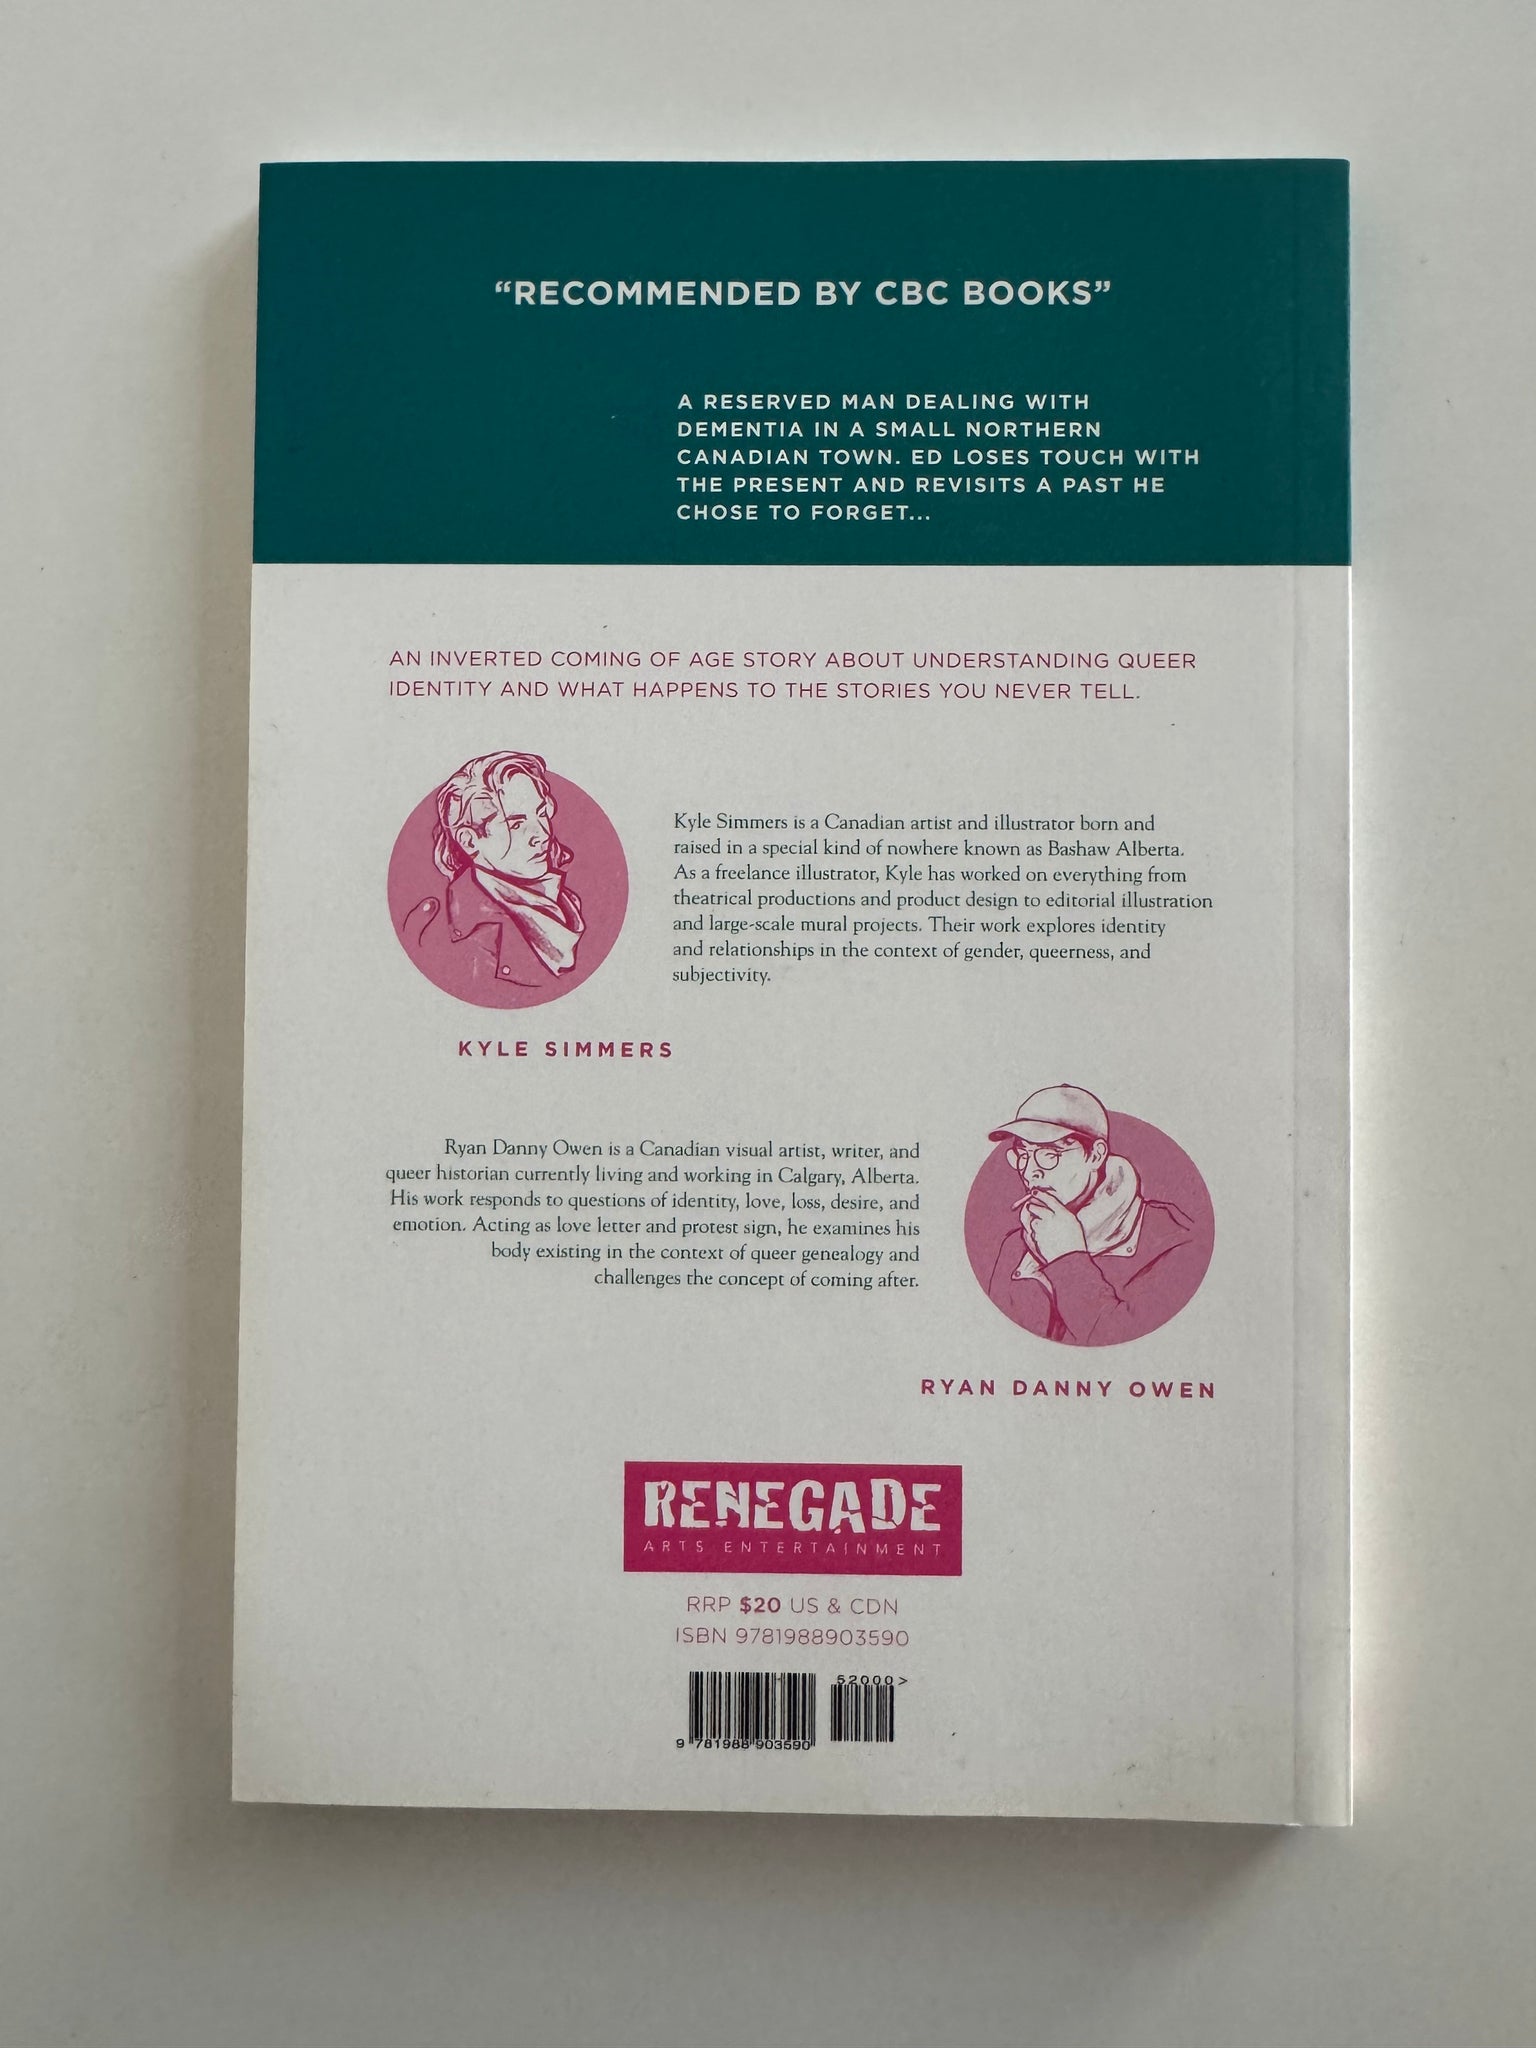 “RECOMMENDED BY CBC BOOKS”
A RESERVED MAN DEALING WITH
DEMENTIA IN A SMALL NORTHERN
CANADIAN TOWN. ED LOSES TOUCH WITH
THE PRESENT AND REVISITS A PAST HE
CHOSE TO FORGET...
AN INVERTED COMING OF AGE STORY ABOUT UNDERSTANDING QUEER
IDENTITY AND WHAT HAPPENS TO THE STORIES YOU NEVER TELL.
Kyle Simmers is a Canadian artist and illustrator born and
raised in a special kind of nowhere known as Bashaw Alberta.
As a freelance illustrator, Kyle has worked on everything from
theatrical productions and product design to editorial illustration
and large-scale mural projects. Their work explores identity
and relationships in the context of gender, queerness, and
subjectivity.
KYLE SIMMERS
Ryan Danny Owen is a Canadian visual artist, writer, and
queer historian currently living and working in Calgary, Alberta.
His work responds to questions of identity, love, loss, desire, and
emotion. Acting as love letter and protest sign, he examines his
body existing in the context of queer genealogy and
challenges the concept of coming after.
RYAN DANNY OWEN
RENEGADE
ARTS ENTERTAINMENT
RRP $20 US & CDN
ISBN 9781988903590
52000>
9 781988 903590